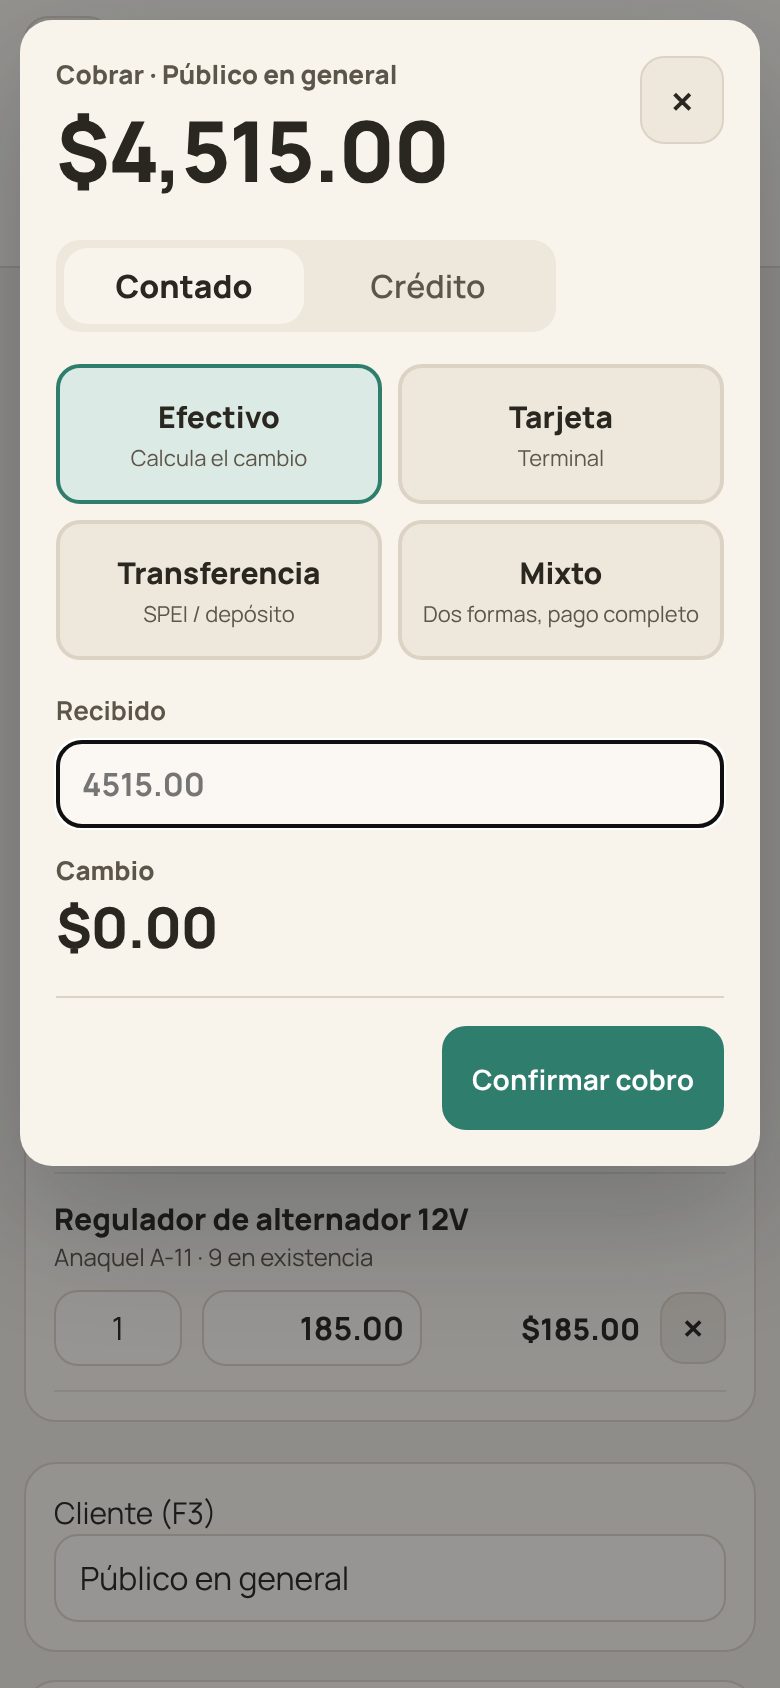 Cobrar · Público en general
$4,515.00
×
Contado Crédito
Efectivo
Calcula el cambio
Tarjeta
Terminal
Transferencia
SPEI / depósito
Mixto
Dos formas, pago completo
Recibido
4515.00
Cambio
$0.00
Confirmar cobro
Regulador de alternador 12V
Anaquel A-11 · 9 en existencia
1 185.00 $185.00 ×
Cliente (F3)
Público en general